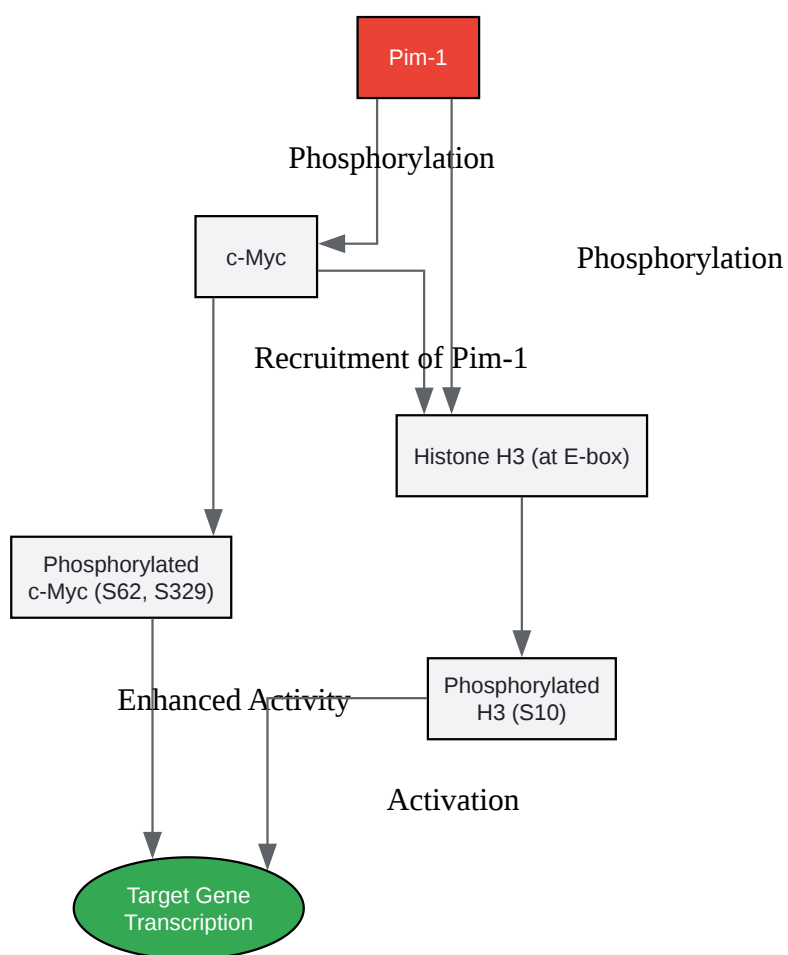 Pim-1
Phosphorylation
c-Myc
Phosphorylation
Recruitment of Pim-1
Histone H3 (at E-box)
Phosphorylated
c-Myc (S62, S329)
Phosphorylated
H3 (S10)
Enhanced Activity
Activation
Target Gene
Transcription